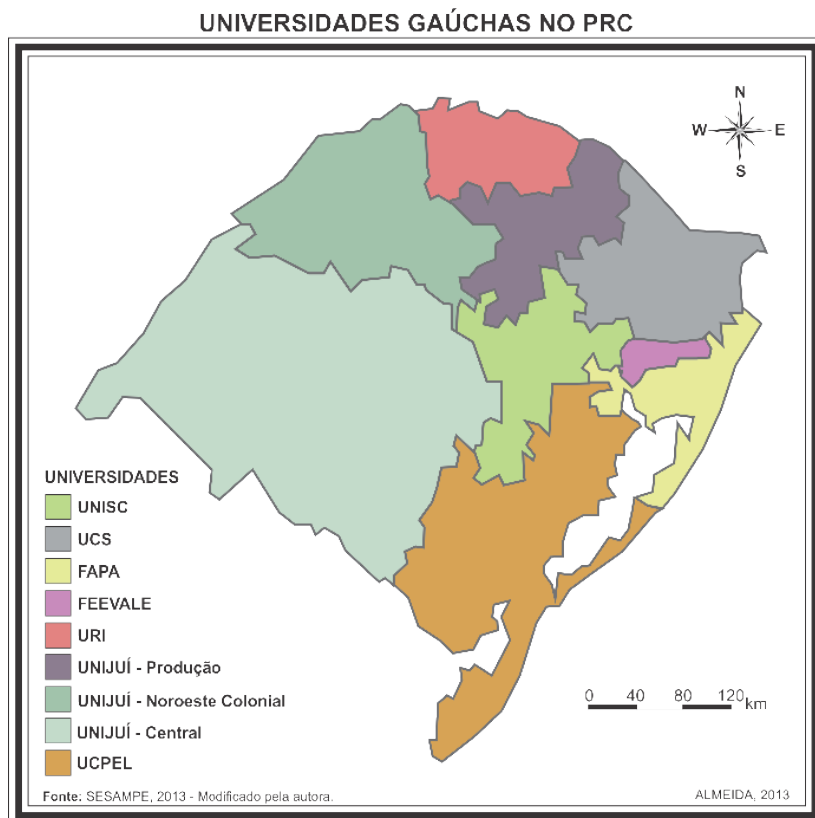 UNIVERSIDADES GAÚCHAS NO PRC
N
W E
S
UNIVERSIDADES
UNISC
UCS
FAPA
FEEVALE
URI
UNIJUÍ - Produção
UNIJUÍ - Noroeste Colonial
UNIJUÍ - Central
UCPEL
0 40 80 120 km
Fonte: SESAMPE, 2013 - Modificado pela autora.
ALMEIDA, 2013